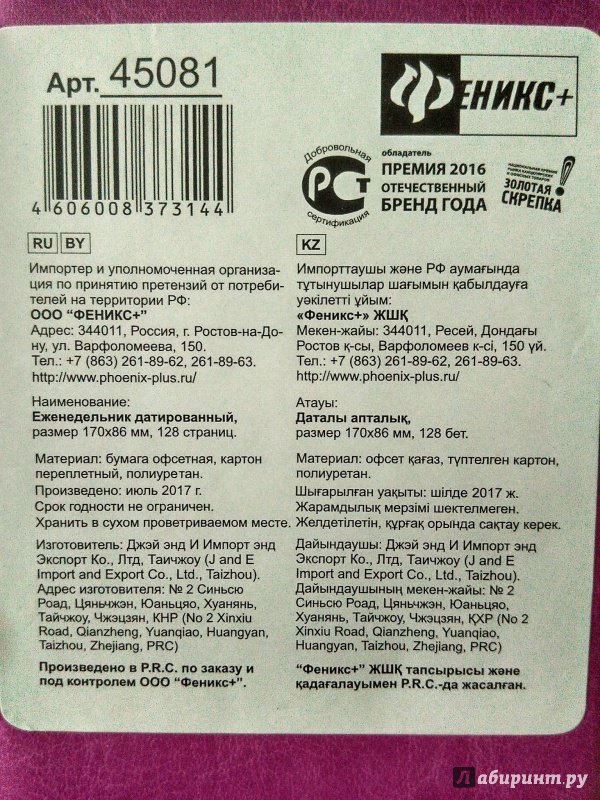 Арт. 45081
4 606008 373144
ФЕНИКС+
Добровольная
РСТ
сертификация
обладатель
ПРЕМИЯ 2016
ОТЕЧЕСТВЕННЫЙ
БРЕНД ГОДА
НАЦИОНАЛЬНАЯ ПРЕМИЯ
РЫНКА КАНЦЕЛЯРСКИХ
И ОФИСНЫХ ТОВАРОВ
ЗОЛОТАЯ
СКРЕПКА
RU BY
Импортер и уполномоченная организа-
ция по принятию претензий от потреби-
телей на территории РФ:
ООО “ФЕНИКС+”
Адрес: 344011, Россия, г. Ростов-на-До-
ну, ул. Варфоломеева, 150.
Тел.: +7 (863) 261-89-62, 261-89-63.
http://www.phoenix-plus.ru/
Наименование:
Еженедельник датированный,
размер 170х86 мм, 128 страниц.
Материал: бумага офсетная, картон
переплетный, полиуретан.
Произведено: июль 2017 г.
Срок годности не ограничен.
Хранить в сухом проветриваемом месте.
Изготовитель: Джэй энд И Импорт энд
Экспорт Ко., Лтд, Таичжоу (J and E
Import and Export Co., Ltd., Taizhou).
Адрес изготовителя: № 2 Синьсю
Роад, Цяньчжэн, Юаньцяо, Хуанянь,
Тайчжоу, Чжэцзян, КНР (No 2 Xinxiu
Road, Qianzheng, Yuanqiao, Huangyan,
Taizhou, Zhejiang, PRC)
Произведено в P.R.C. по заказу и
под контролем ООО “Феникс+”.
KZ
Импорттаушы және РФ аумағында
тұтынушылар шағымын қабылдауға
уәкілетті ұйым:
«Феникс+» ЖШҚ
Мекен-жайы: 344011, Ресей, Дондағы
Ростов қ-сы, Варфоломеев к-сі, 150 үй.
Тел.: +7 (863) 261-89-62, 261-89-63.
http://www.phoenix-plus.ru/
Атауы:
Даталы апталық,
размер 170х86 мм, 128 бет.
Материал: офсет қағаз, түптелген картон,
полиуретан.
Шығарылған уақыты: шілде 2017 ж.
Жарамдылық мерзімі шектелмеген.
Желдетілетін, құрғақ орында сақтау керек.
Дайындаушы: Джэй энд И Импорт энд
Экспорт Ко., Лтд, Таичжоу (J and E
Import and Export Co., Ltd., Taizhou).
Дайындаушының мекен-жайы: № 2
Синьсю Роад, Цяньчжэн, Юаньцяо,
Хуанянь, Тайчжоу, Чжэцзян, ҚХР (No 2
Xinxiu Road, Qianzheng, Yuanqiao,
Huangyan, Taizhou, Zhejiang, PRC)
“Феникс+” ЖШҚ тапсырысы және
қадағалауымен P.R.C.-да жасалған.
Лабиринт.ру